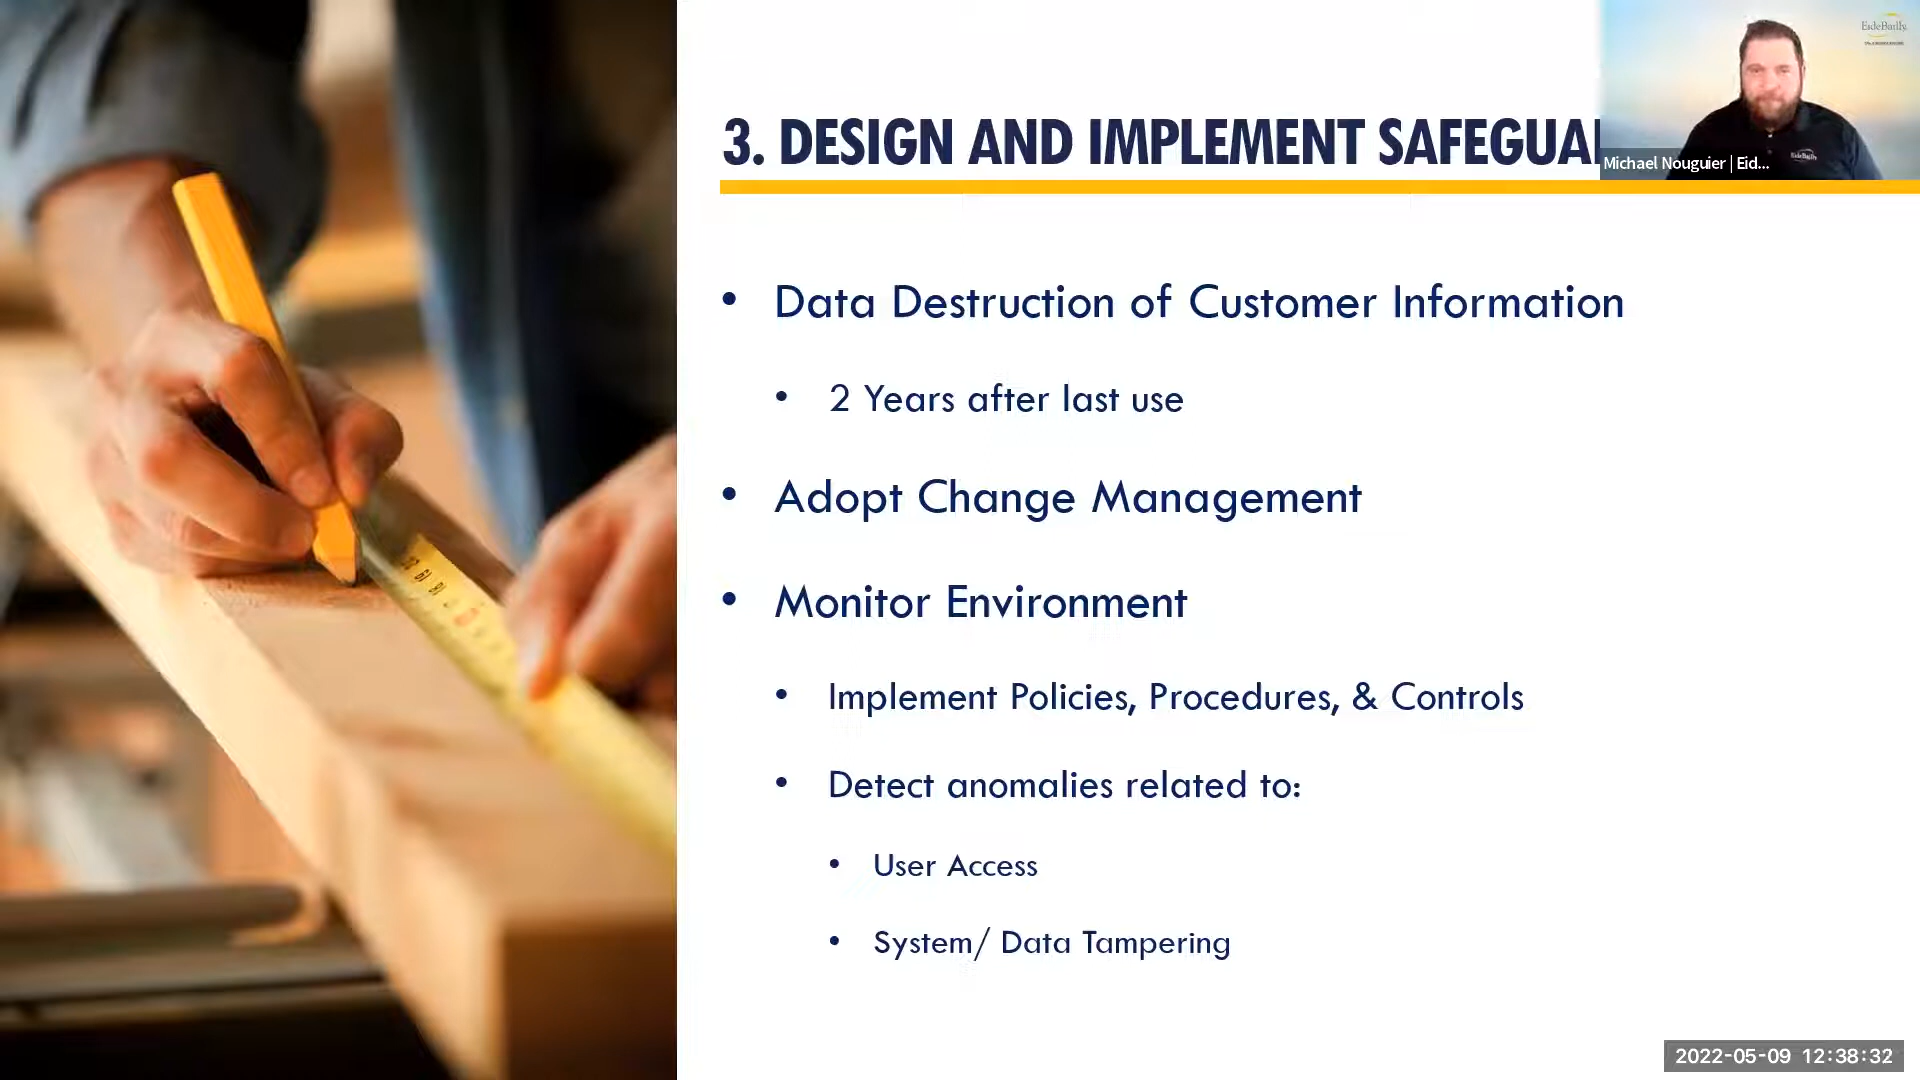 3. DESIGN AND IMPLEMENT SAFEGUA
EideBailly
Michael Nouguier | Eid...
EideBailly
• Data Destruction of Customer Information
• 2 Years after last use
• Adopt Change Management
• Monitor Environment
• Implement Policies, Procedures, & Controls
• Detect anomalies related to:
• User Access
• System/ Data Tampering
2022-05-09 12:38:32